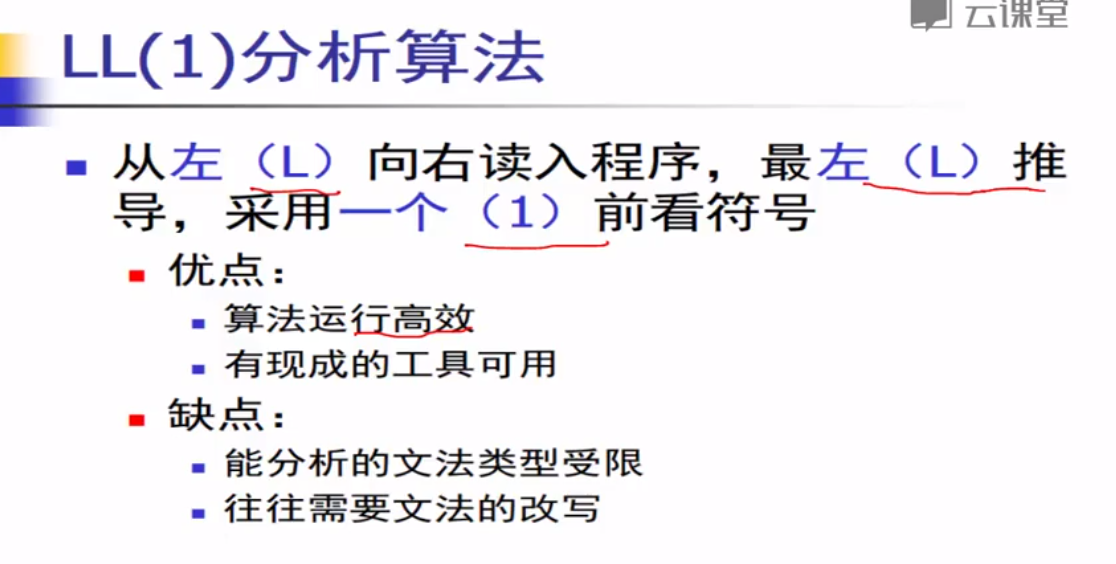 云课堂
LL(1)分析算法
从左（L）向右读入程序，最左（L）推
导，采用一个（1）前看符号
优点：
算法运行高效
有现成的工具可用
缺点：
能分析的文法类型受限
往往需要文法的改写